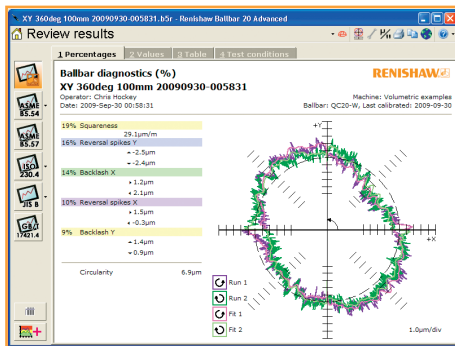 XY 360deg 100mm 20090930-005831.b5r - Renishaw Ballbar 20 Advanced
Review results
1 Percentages 2 Values 3 Table 4 Test conditions
Ballbar diagnostics (%)
RENISHAW
XY 360deg 100mm 20090930-005831
Operator: Chris Hockey
Machine: Volumetric examples
Date: 2009-Sep-30 00:58:31
Ballbar: QC20-W, Last calibrated: 2009-09-30
ASME
B5.54
ASME
B5.57
ISO
230.4
JIS B
GB/T
17421.4
19% Squareness
29.1µm/m
16% Reversal spikes Y
-2.5µm
-2.4µm
14% Backlash X
1.2µm
2.1µm
10% Reversal spikes X
1.5µm
-0.3µm
9% Backlash Y
1.4µm
0.9µm
Circularity 6.9µm
+Y
+X
Run 1
Run 2
Fit 1
Fit 2
1.0µm/div